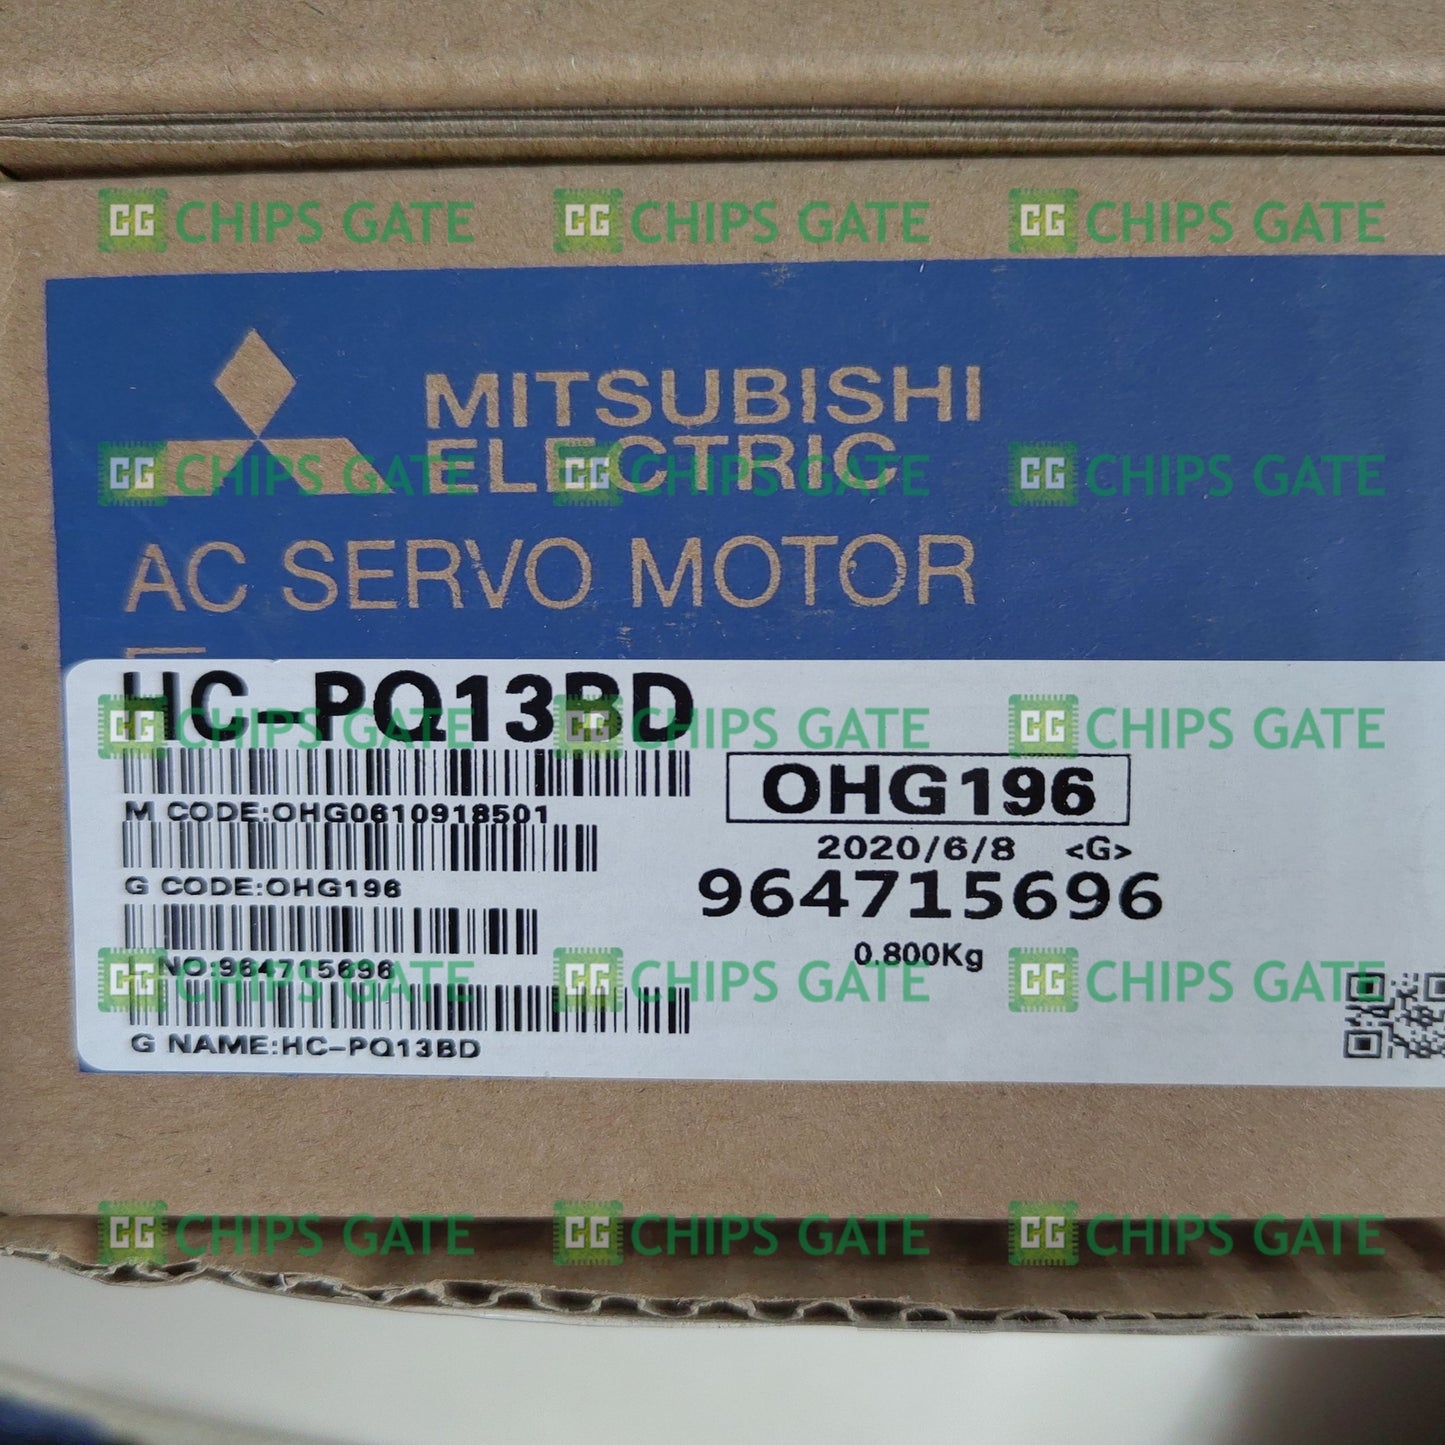 CG CHIPS GATE CG CHIPS GATE CG CHIPS GATE
MITSUBISHI
ELECTRIC
CG CHIPS GATE CG CHIPS GATE CG CHIPS GATE
AC SERVO MOTOR
HC-PQ13BD
CG CHIPS GATE CG CHIPS GATE CG CHIPS GATE
OHG196
M CODE:OHG0610918501
2020/6/8 <G>
G CODE:OHG196
964715696
NO:964715696
0.800Kg
CG CHIPS GATE CG CHIPS GATE CG CHIPS GATE
G NAME:HC-PQ13BD
CG CHIPS GATE CG CHIPS GATE CG CHIPS GATE